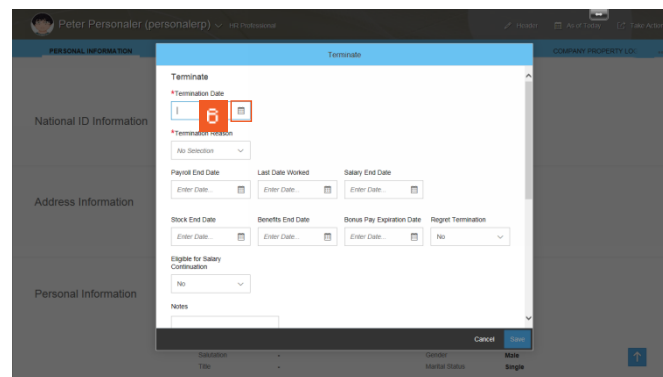 Peter Personaler (personalerp) HR Professional
Header
As of Today
Take Action
PERSONAL INFORMATION
Terminate
COMPANY PROPERTY LO
Terminate
*Termination Date
6
National ID Information
*Termination Reason
No Selection
Payroll End Date Last Date Worked Salary End Date
Enter Date... Enter Date... Enter Date...
Address Information
Stock End Date Benefits End Date Bonus Pay Expiration Date Regret Termination
Enter Date... Enter Date... Enter Date... No
Eligible for Salary
Continuation
No
Personal Information
Notes
Cancel Save
Salutation - Gender Male
Title - Marital Status Single